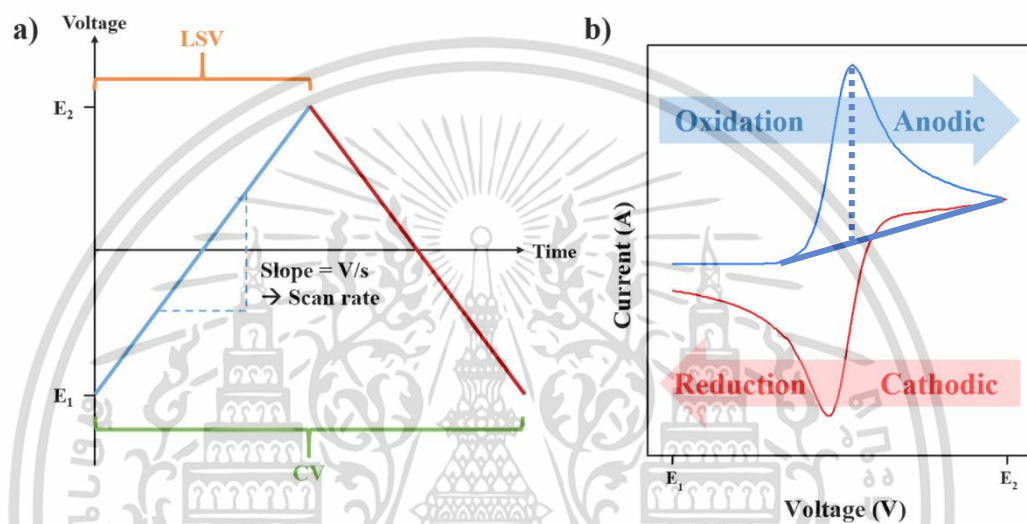 a)
Voltage
LSV
E2
Time
Slope = V/s
→ Scan rate
E1
CV
b)
Oxidation Anodic
Current (A)
Reduction Cathodic
E1
E2
Voltage (V)